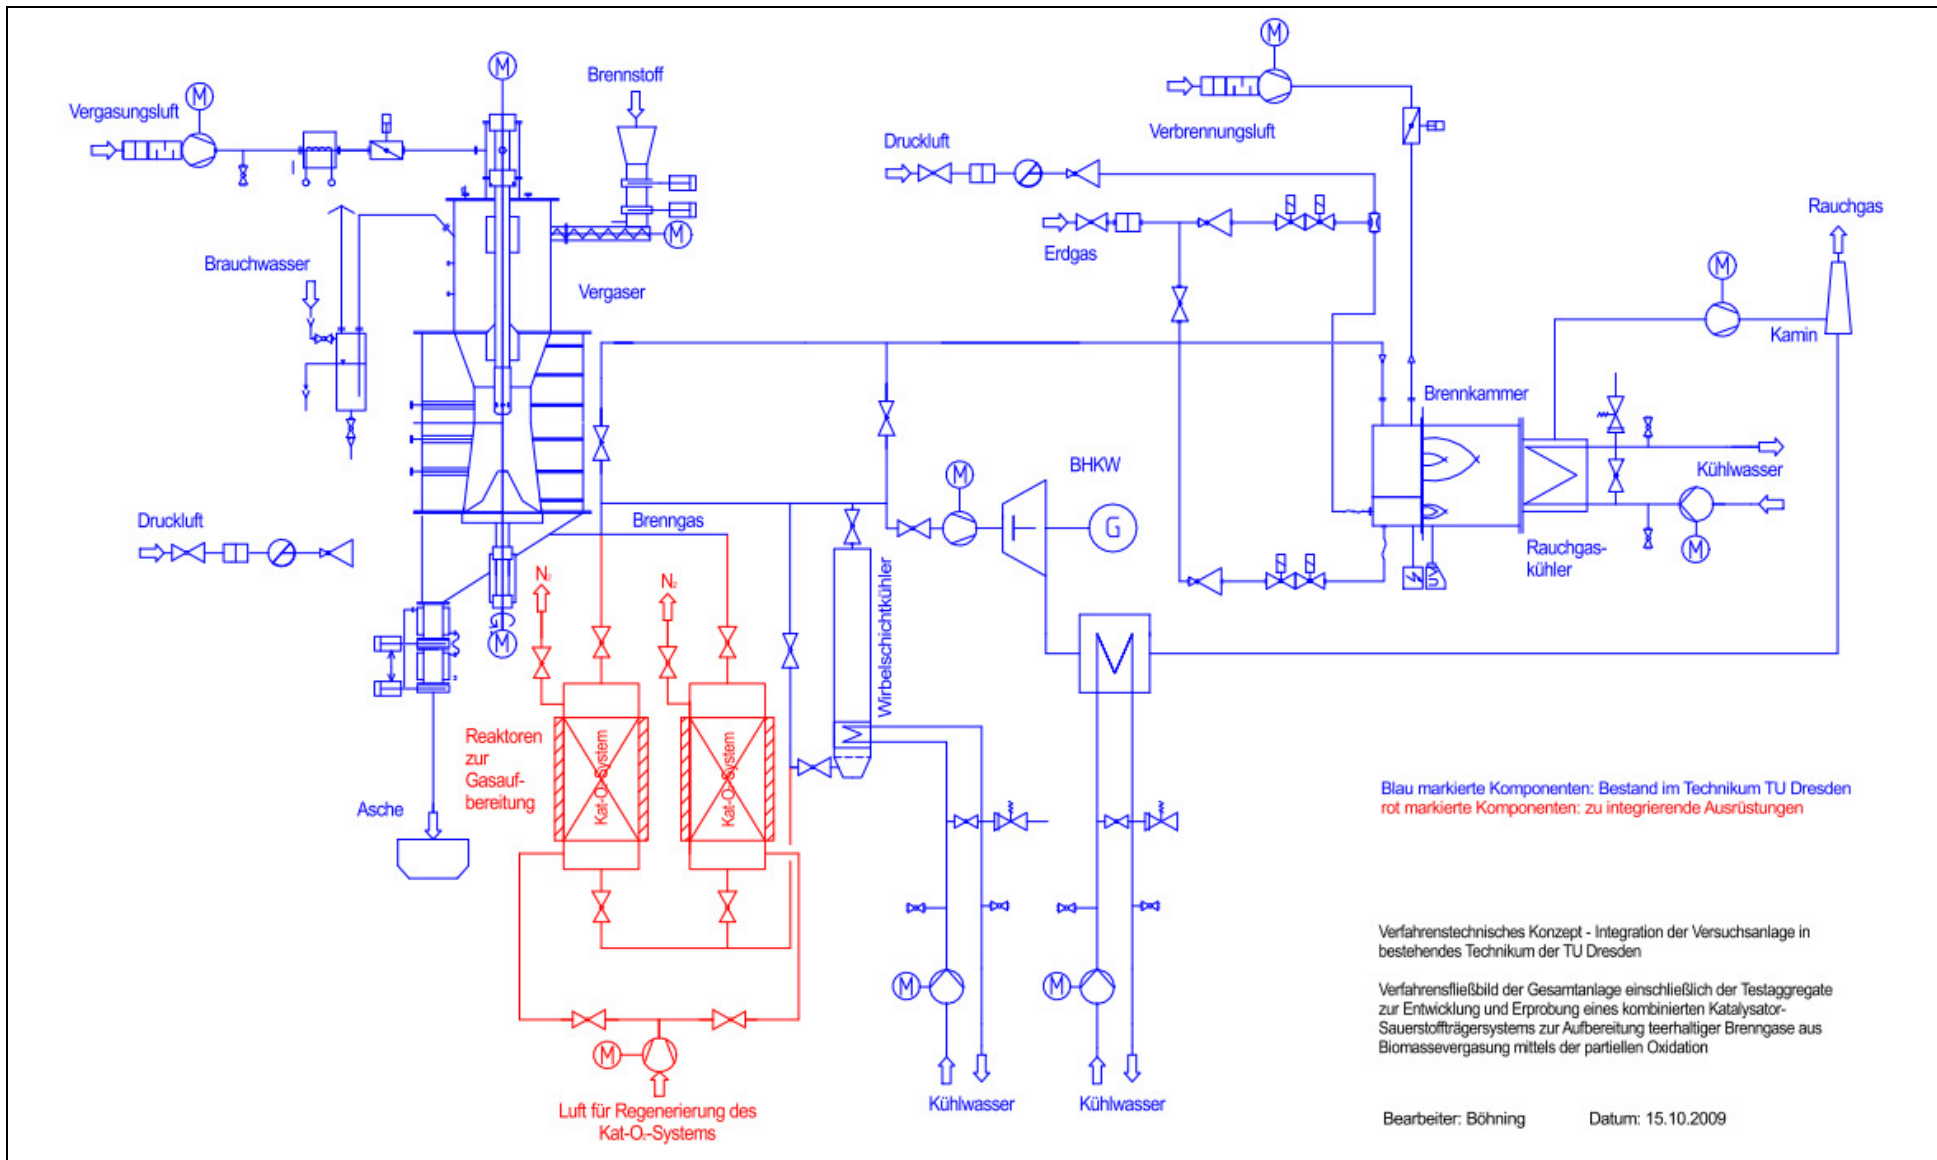 M
M
Brennstoff
M
Vergasungsluft
M
Verbrennungsluft
Druckluft
Rauchgas
M
Brauchwasser
Erdgas
M
Vergaser
Kamin
Brennkammer
BHKW
M
Kühlwasser
Druckluft
Brenngas
G
M
Rauchgas-
kühler
N₂
N₂
M
Wirbelschichtkühler
Reaktoren
zur
Gasauf-
bereitung
Kat-O₂-System
Kat-O₂-System
Asche
Blau markierte Komponenten: Bestand im Technikum TU Dresden
rot markierte Komponenten: zu integrierende Ausrüstungen
Verfahrenstechnisches Konzept - Integration der Versuchsanlage in
bestehendes Technikum der TU Dresden
M
M
Verfahrensfließbild der Gesamtanlage einschließlich der Testaggregate
zur Entwicklung und Erprobung eines kombinierten Katalysator-
Sauerstoffträgersystems zur Aufbereitung teerhaltiger Brenngase aus
Biomassevergasung mittels der partiellen Oxidation
M
Luft für Regenerierung des
Kat-O₂-Systems
Kühlwasser
Kühlwasser
Bearbeiter: Böhning
Datum: 15.10.2009